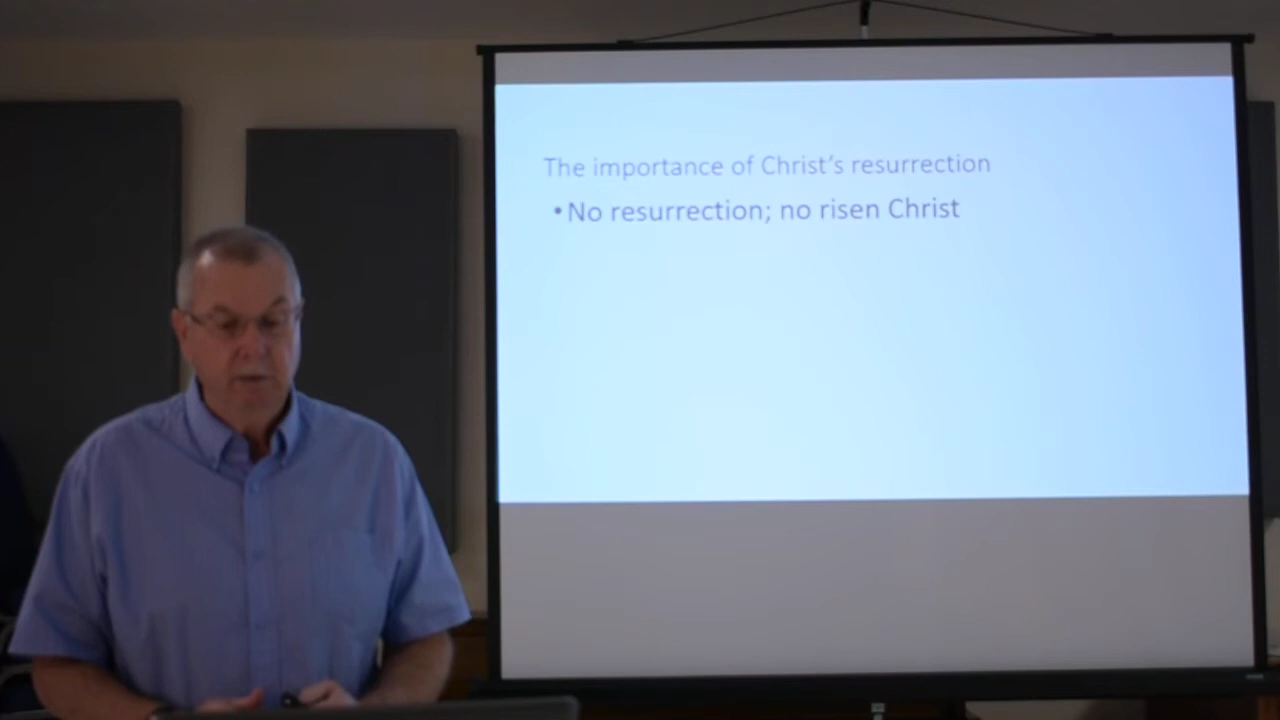 The importance of Christ's resurrection
•No resurrection; no risen Christ